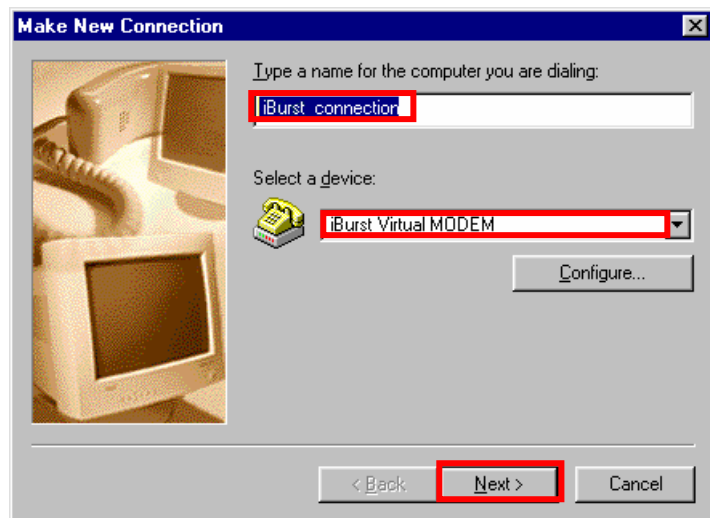 Make New Connection
Type a name for the computer you are dialing:
iBurst connection
Select a device:
iBurst Virtual MODEM
Configure...
< Back
Next >
Cancel